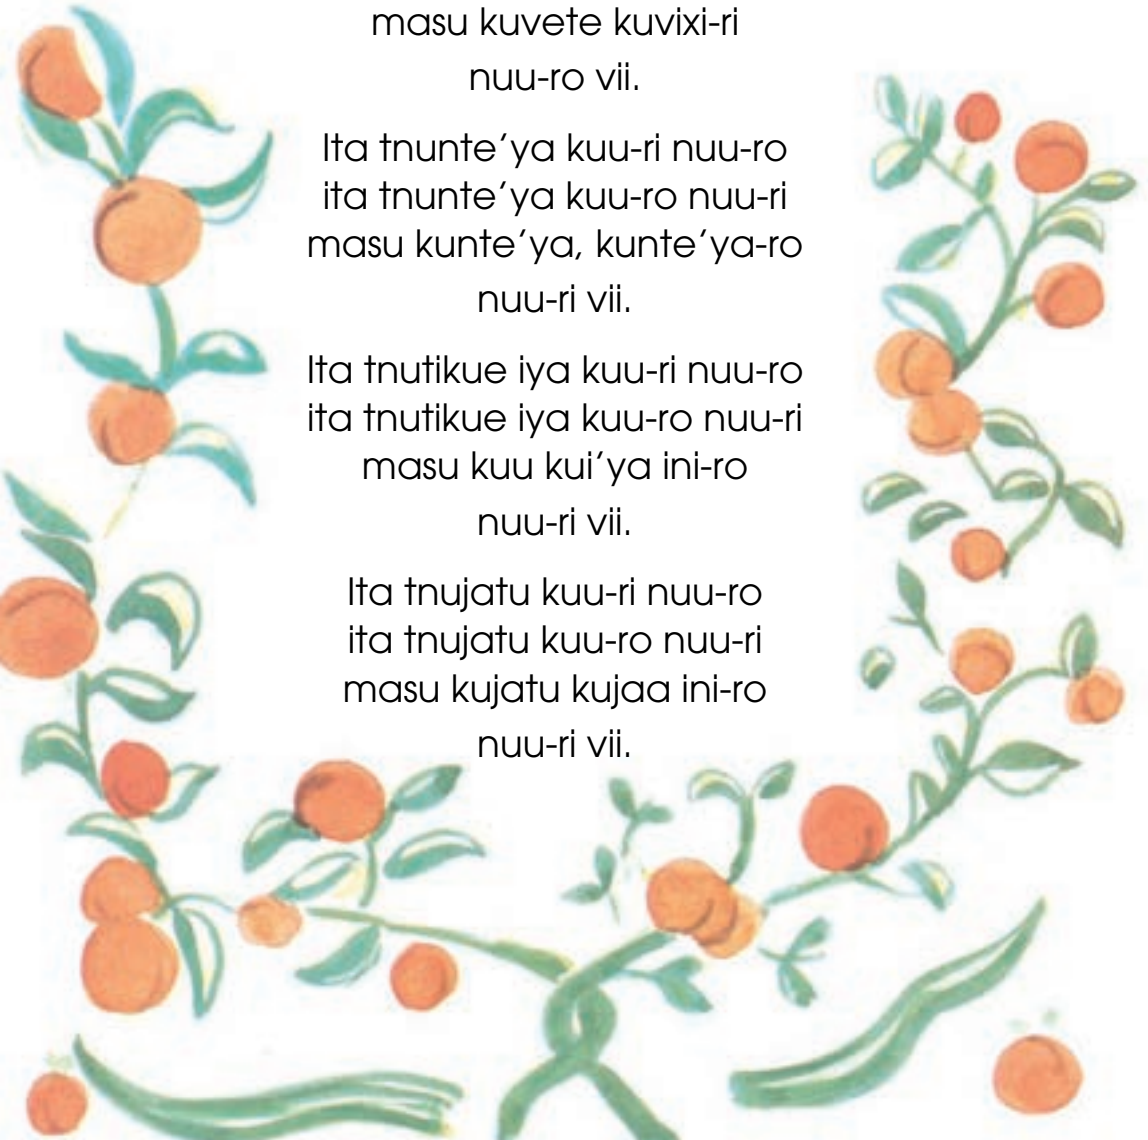 masu kuvete kuvixi-ri
nuu-ro vii.
Ita tnunte’ya kuu-ri nuu-ro
ita tnunte’ya kuu-ro nuu-ri
masu kunte’ya, kunte’ya-ro
nuu-ri vii.
Ita tnutikue iya kuu-ri nuu-ro
ita tnutikue iya kuu-ro nuu-ri
masu kuu kui’ya ini-ro
nuu-ri vii.
Ita tnujatu kuu-ri nuu-ro
ita tnujatu kuu-ro nuu-ri
masu kujatu kujaa ini-ro
nuu-ri vii.